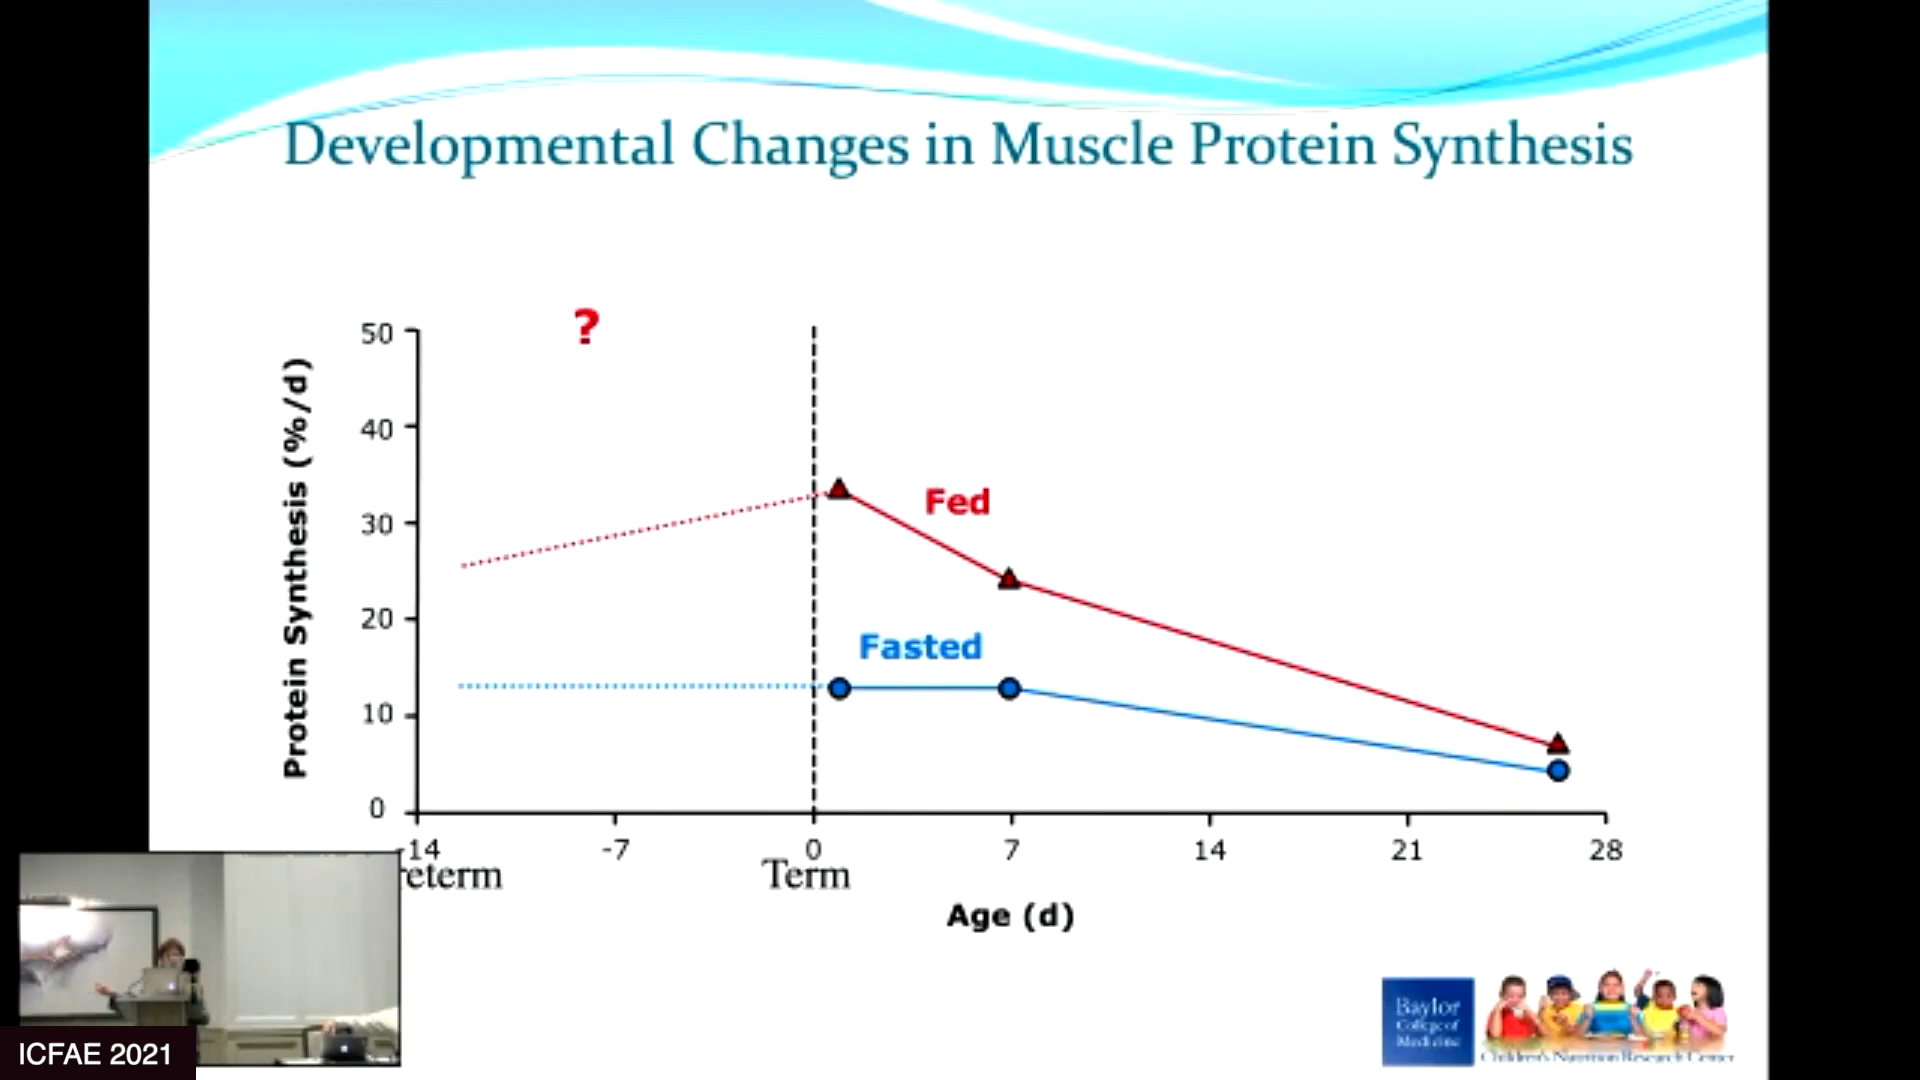 Developmental Changes in Muscle Protein Synthesis
?
50
40
30
20
10
0
Protein Synthesis (%/d)
Fed
Fasted
-14
-7
0
7
14
21
28
reterm
Term
Age (d)
Baylor
College of
Medicine
Children's Nutrition Research Center
ICFAE 2021